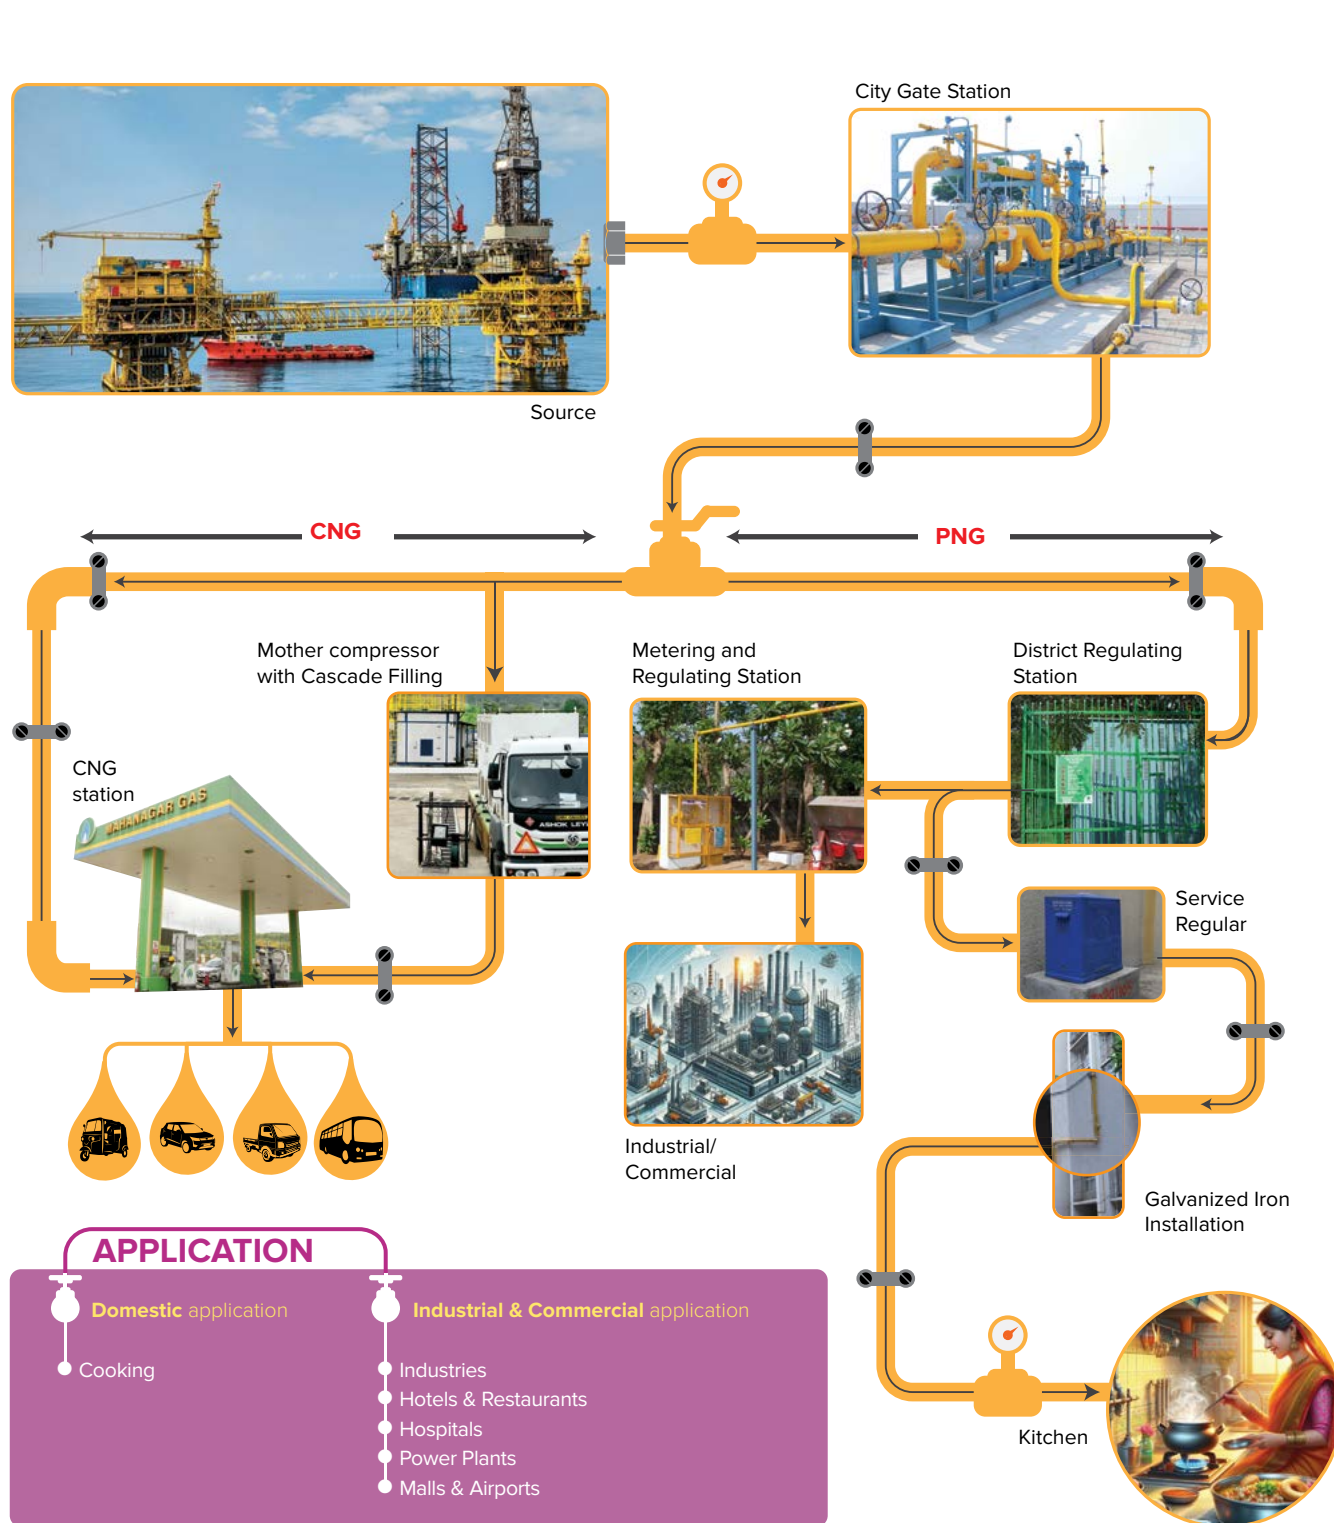 City Gate Station
Source
CNG
PNG
Mother compressor
with Cascade Filling
Metering and
Regulating Station
District Regulating
Station
CNG
station
MAHANAGAR GAS
ASHOK LEYL
Service
Regular
Industrial/
Commercial
Galvanized Iron
Installation
APPLICATION
Domestic application
Cooking
Industrial & Commercial application
Industries
Hotels & Restaurants
Hospitals
Power Plants
Malls & Airports
Kitchen